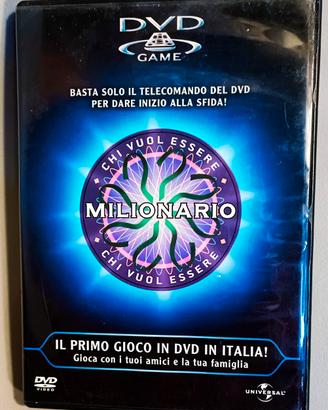 DVD
GAME
BASTA SOLO IL TELECOMANDO DEL DVD
PER DARE INIZIO ALLA SFIDA!
CHI VUOL ESSERE
MILIONARIO
CHI VUOL ESSERE
IL PRIMO GIOCO IN DVD IN ITALIA!
Gioca con i tuoi amici e la tua famiglia
DVD
VIDEO
UNIVERSAL